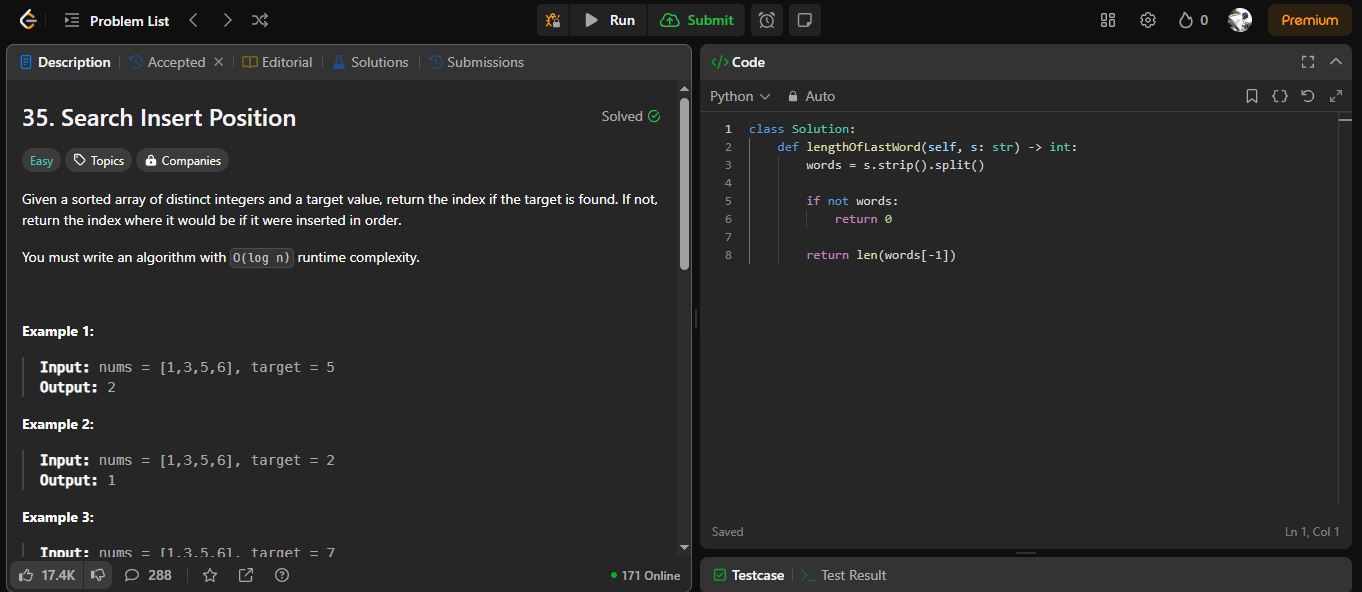 Problem List
Run
Submit
0
Premium
Description
Accepted
Editorial
Solutions
Submissions
35. Search Insert Position
Solved
Easy
Topics
Companies
Given a sorted array of distinct integers and a target value, return the index if the target is found. If not,
return the index where it would be if it were inserted in order.
You must write an algorithm with O(log n) runtime complexity.
Example 1:
Input: nums = [1,3,5,6], target = 5
Output: 2
Example 2:
Input: nums = [1,3,5,6], target = 2
Output: 1
Example 3:
Input: nums = [1,3,5,6], target = 7
17.4K
288
171 Online
</> Code
Python
Auto
1 class Solution:
2     def lengthOfLastWord(self, s: str) -> int:
3         words = s.strip().split()
4
5         if not words:
6             return 0
7
8         return len(words[-1])
Saved
Ln 1, Col 1
Testcase
>_ Test Result